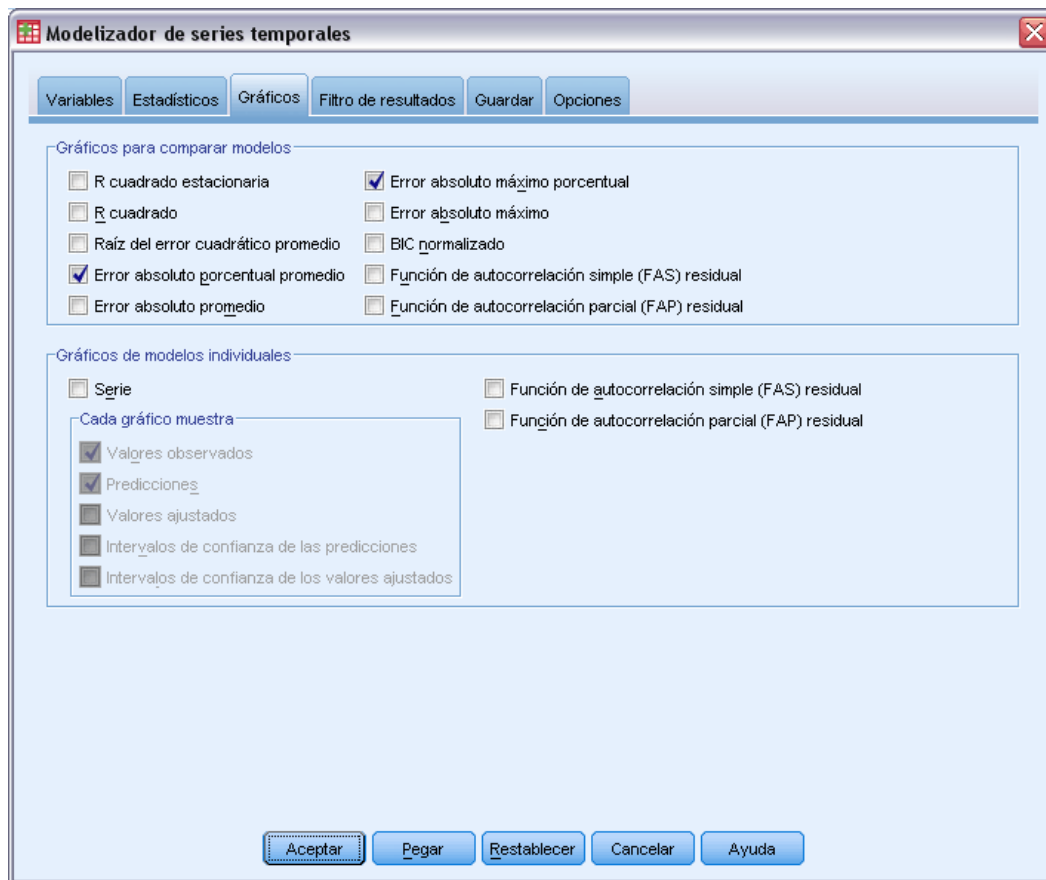 Modelizador de series temporales
Variables
Estadísticos
Gráficos
Filtro de resultados
Guardar
Opciones
Gráficos para comparar modelos
R cuadrado estacionaria
Error absoluto máximo porcentual
R cuadrado
Error absoluto máximo
Raíz del error cuadrático promedio
BIC normalizado
Error absoluto porcentual promedio
Función de autocorrelación simple (FAS) residual
Error absoluto promedio
Función de autocorrelación parcial (FAP) residual
Gráficos de modelos individuales
Serie
Función de autocorrelación simple (FAS) residual
Cada gráfico muestra
Función de autocorrelación parcial (FAP) residual
Valores observados
Predicciones
Valores ajustados
Intervalos de confianza de las predicciones
Intervalos de confianza de los valores ajustados
Aceptar
Pegar
Restablecer
Cancelar
Ayuda